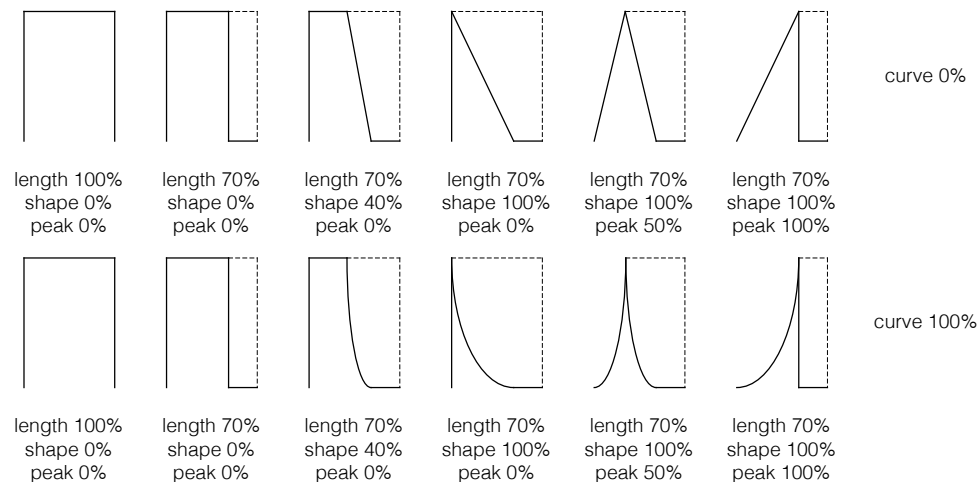 curve 0%
length 100%
shape 0%
peak 0%
length 70%
shape 0%
peak 0%
length 70%
shape 40%
peak 0%
length 70%
shape 100%
peak 0%
length 70%
shape 100%
peak 50%
length 70%
shape 100%
peak 100%
curve 100%
length 100%
shape 0%
peak 0%
length 70%
shape 0%
peak 0%
length 70%
shape 40%
peak 0%
length 70%
shape 100%
peak 0%
length 70%
shape 100%
peak 50%
length 70%
shape 100%
peak 100%